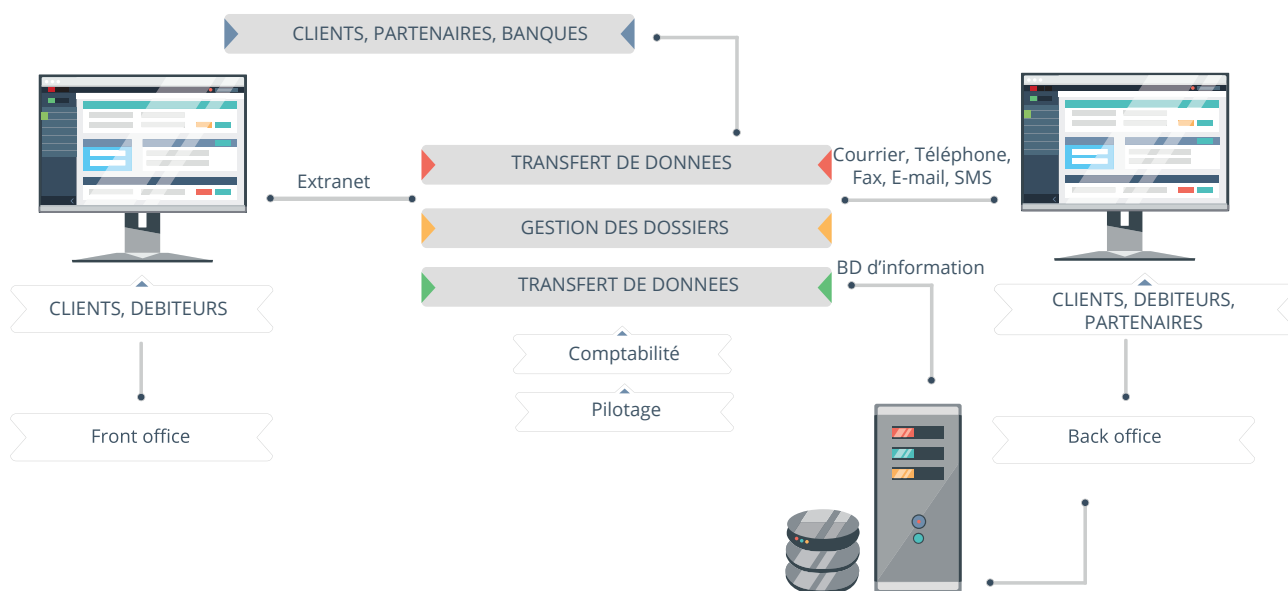 CLIENTS, PARTENAIRES, BANQUES
TRANSFERT DE DONNEES
Courrier, Téléphone,
Fax, E-mail, SMS
Extranet
GESTION DES DOSSIERS
BD d’information
TRANSFERT DE DONNEES
CLIENTS, DEBITEURS
CLIENTS, DEBITEURS,
PARTENAIRES
Comptabilité
Pilotage
Front office
Back office